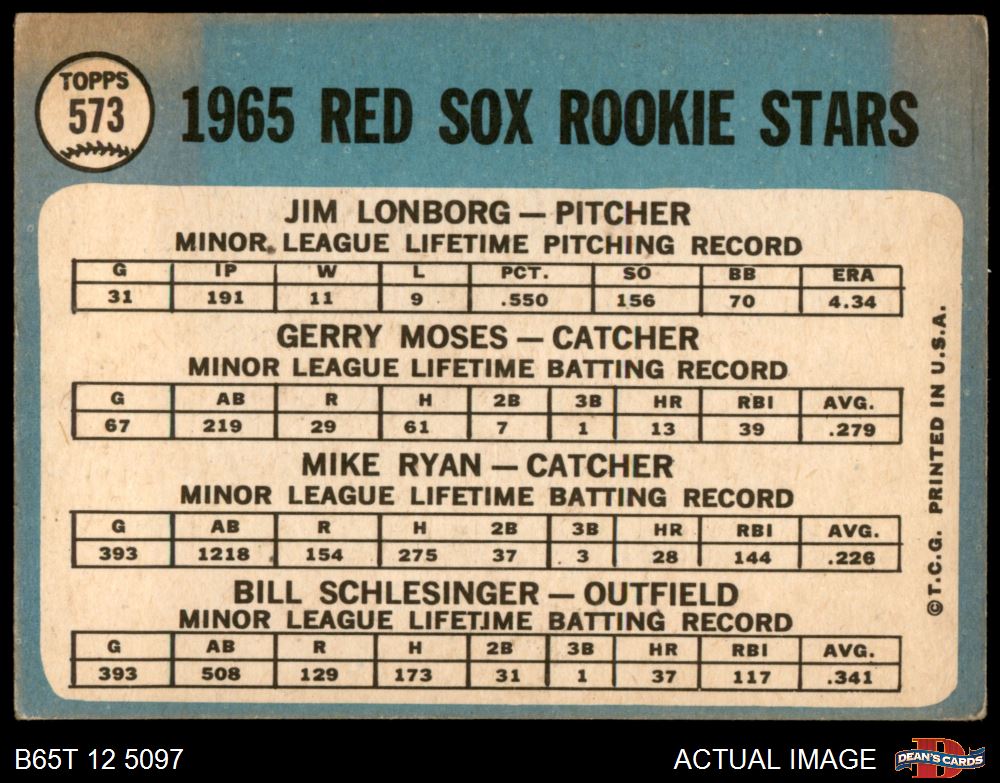 TOPPS
573
1965 RED SOX ROOKIE STARS
JIM LONBORG — PITCHER
MINOR LEAGUE LIFETIME PITCHING RECORD
G IP W L PCT. SO BB ERA
31 191 11 9 .550 156 70 4.34
GERRY MOSES — CATCHER
MINOR LEAGUE LIFETIME BATTING RECORD
G AB R H 2B 3B HR RBI AVG.
67 219 29 61 7 1 13 39 .279
MIKE RYAN — CATCHER
MINOR LEAGUE LIFETIME BATTING RECORD
G AB R H 2B 3B HR RBI AVG.
393 1218 154 275 37 3 28 144 .226
BILL SCHLESINGER — OUTFIELD
MINOR LEAGUE LIFETIME BATTING RECORD
G AB R H 2B 3B HR RBI AVG.
393 508 129 173 31 1 37 117 .341
©T.C.G. PRINTED IN U.S.A.
B65T 12 5097
ACTUAL IMAGE
D
DEAN'S CARDS